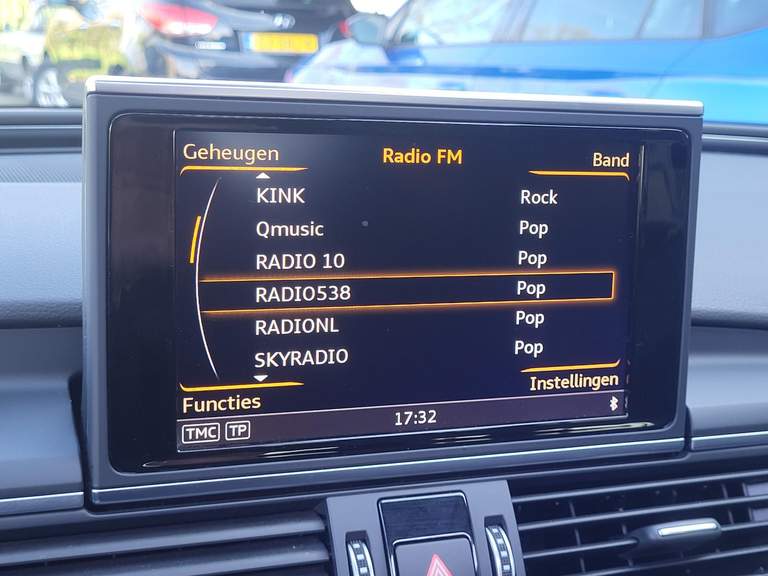 Geheugen Radio FM Band
KINK Rock
Qmusic Pop
RADIO 10 Pop
RADIO538 Pop
RADIONL Pop
SKYRADIO Pop
Functies Instellingen
TMC TP 17:32